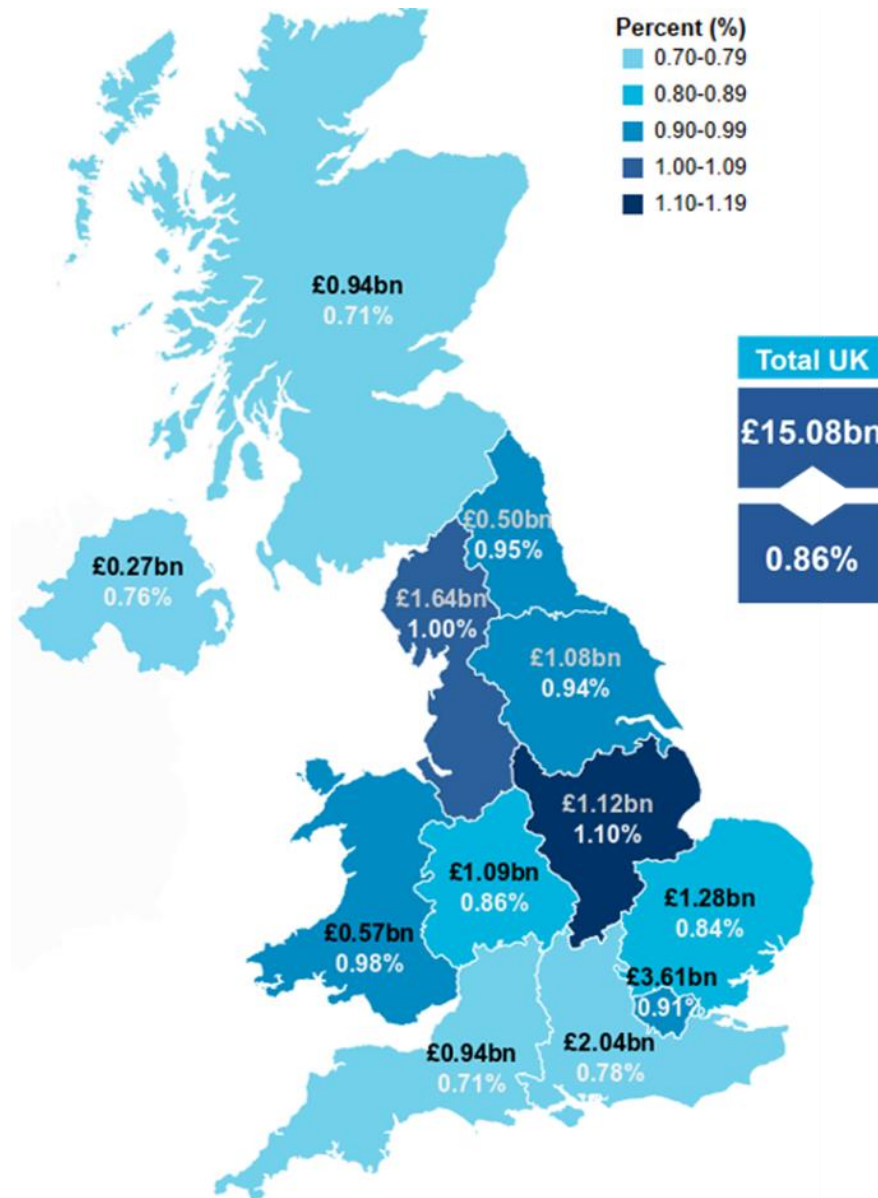 Percent (%)
0.70-0.79
0.80-0.89
0.90-0.99
1.00-1.09
1.10-1.19
£0.94bn
0.71%
Total UK
£15.08bn
0.86%
£0.50bn
0.95%
£0.27bn
0.76%
£1.64bn
1.00%
£1.08bn
0.94%
£1.12bn
1.10%
£1.09bn
0.86%
£1.28bn
0.84%
£0.57bn
0.98%
£3.61bn
0.91%
£0.94bn
0.71%
£2.04bn
0.78%